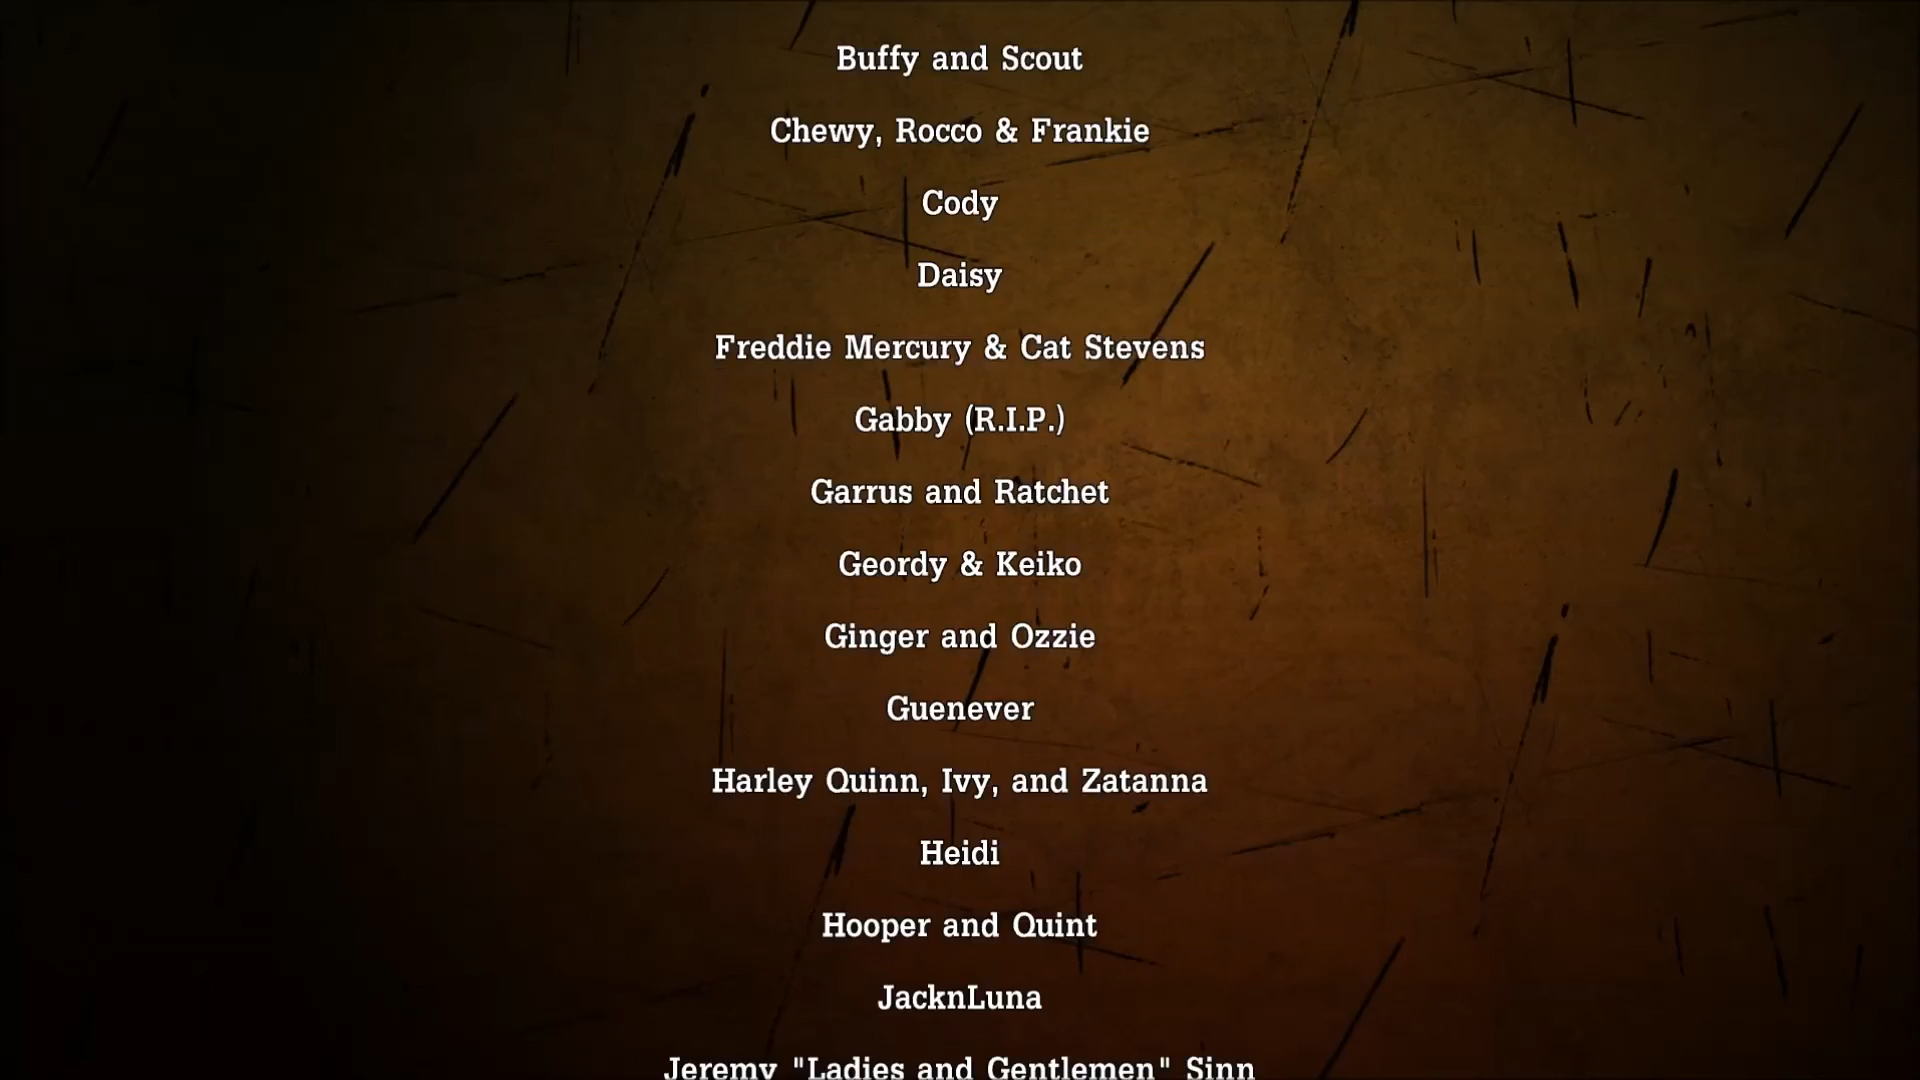 Buffy and Scout
Chewy, Rocco & Frankie
Cody
Daisy
Freddie Mercury & Cat Stevens
Gabby (R.I.P.)
Garrus and Ratchet
Geordy & Keiko
Ginger and Ozzie
Guenever
Harley Quinn, Ivy, and Zatanna
Heidi
Hooper and Quint
JacknLuna
Jeremy "Ladies and Gentlemen" Sinn